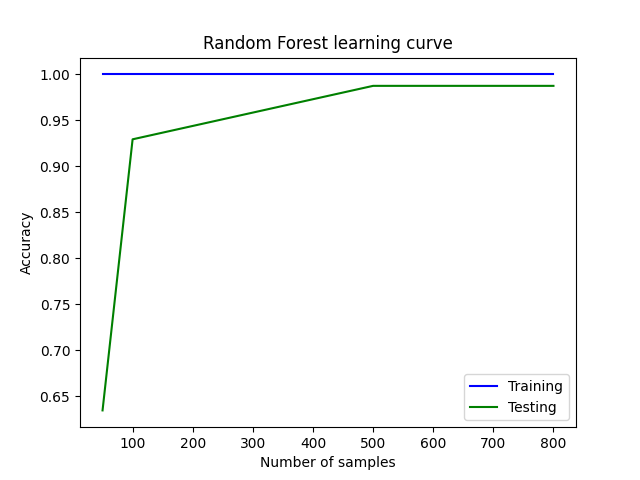 Random Forest learning curve
Accuracy
1.00
0.95
0.90
0.85
0.80
0.75
0.70
0.65
100 200 300 400 500 600 700 800
Number of samples
Training
Testing